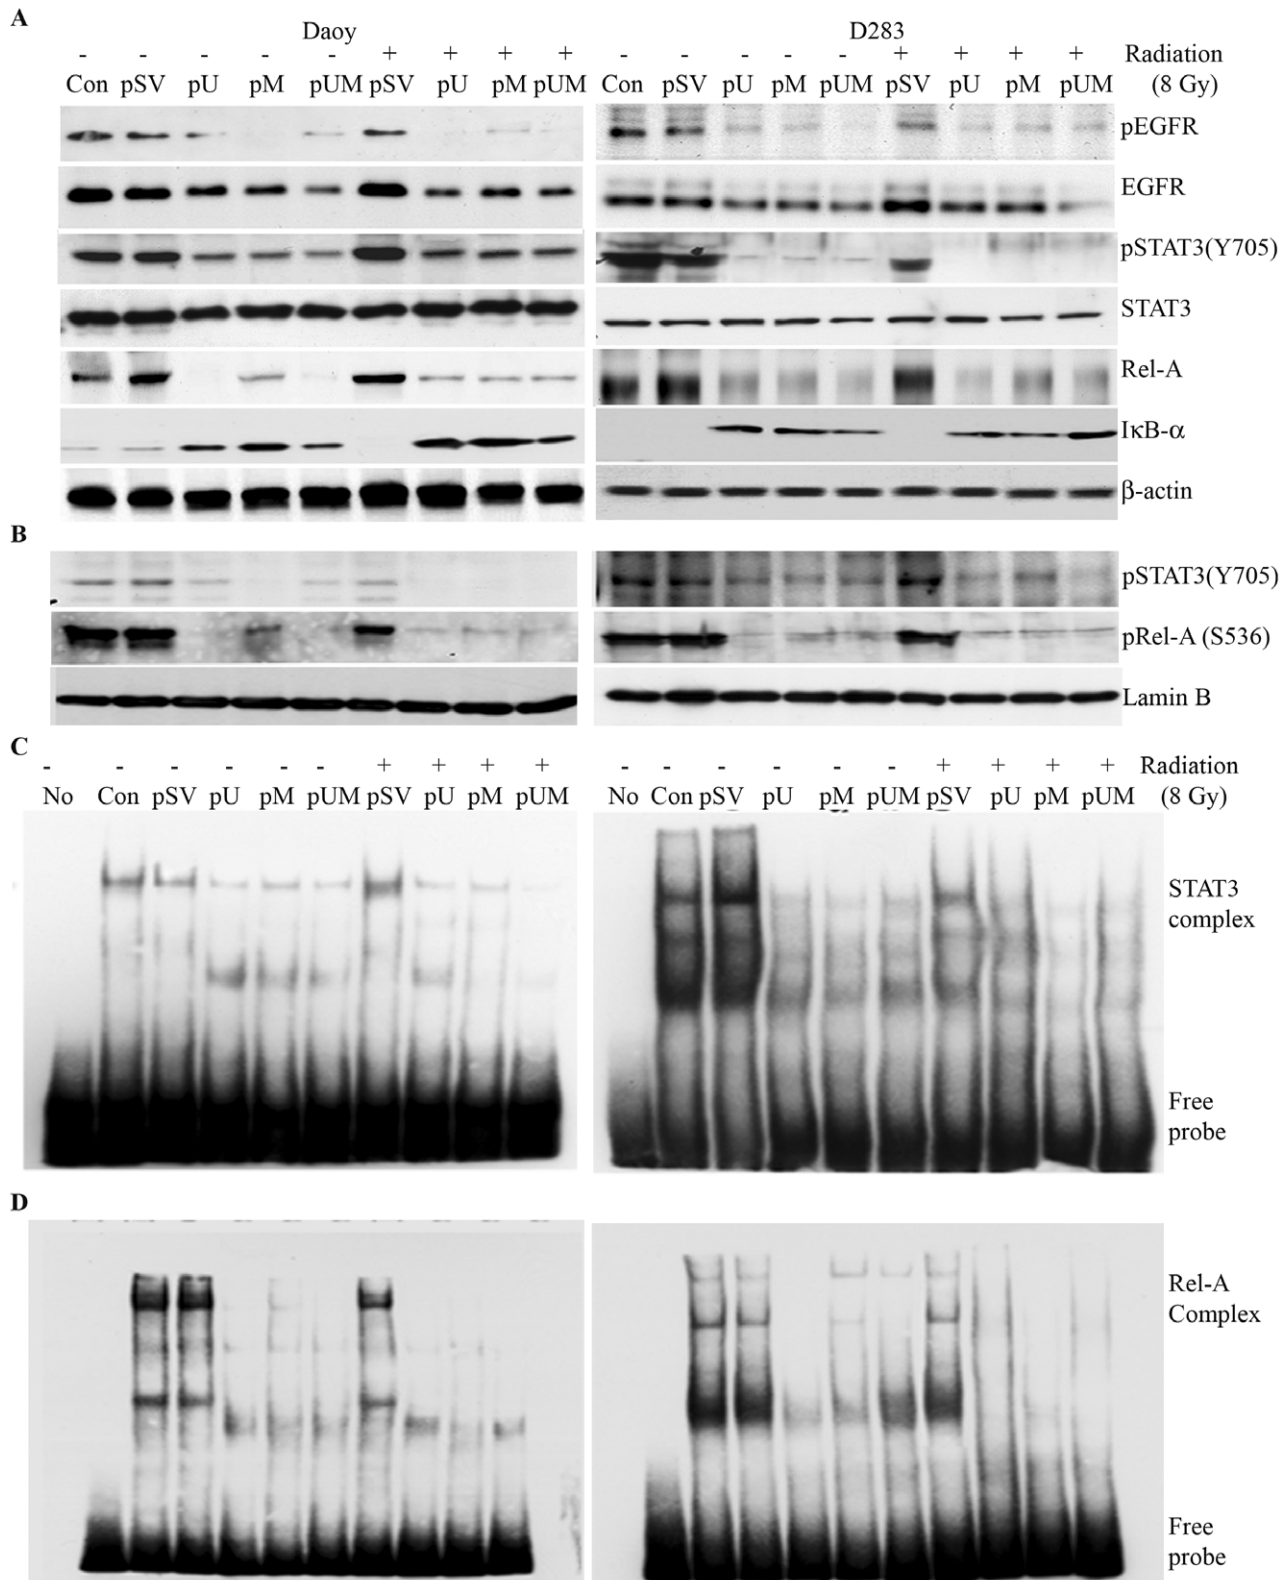 A
Daoy D283
- - - - - + + + + - - - - - + + + + Radiation
Con pSV pU pM pUM pSV pU pM pUM Con pSV pU pM pUM pSV pU pM pUM (8 Gy)
pEGFR
EGFR
pSTAT3(Y705)
STAT3
Rel-A
IκB-α
β-actin
B
pSTAT3(Y705)
pRel-A (S536)
Lamin B
C
- - - - - - + + + + - - - - - - + + + + Radiation
No Con pSV pU pM pUM pSV pU pM pUM No Con pSV pU pM pUM pSV pU pM pUM (8 Gy)
STAT3
complex
Free
probe
D
Rel-A
Complex
Free
probe